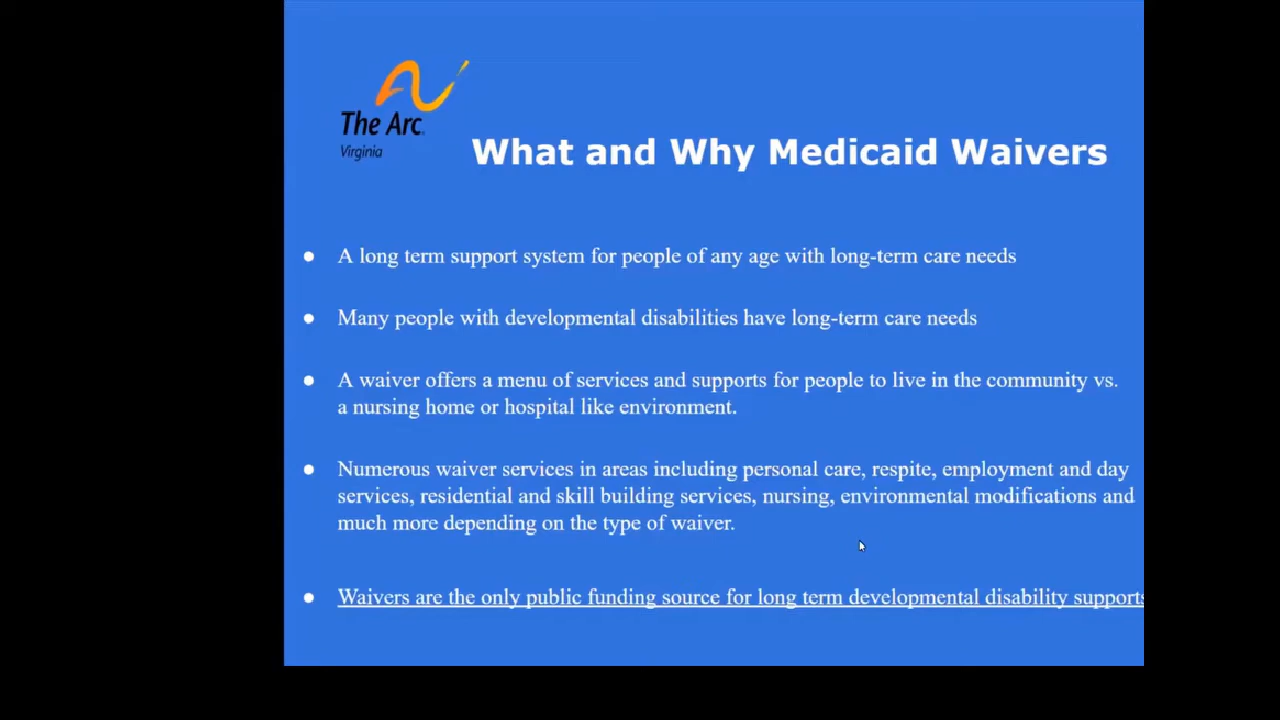 The Arc
Virginia
What and Why Medicaid Waivers
● A long term support system for people of any age with long-term care needs
● Many people with developmental disabilities have long-term care needs
● A waiver offers a menu of services and supports for people to live in the community vs.
a nursing home or hospital like environment.
● Numerous waiver services in areas including personal care, respite, employment and day
services, residential and skill building services, nursing, environmental modifications and
much more depending on the type of waiver.
● Waivers are the only public funding source for long term developmental disability supports